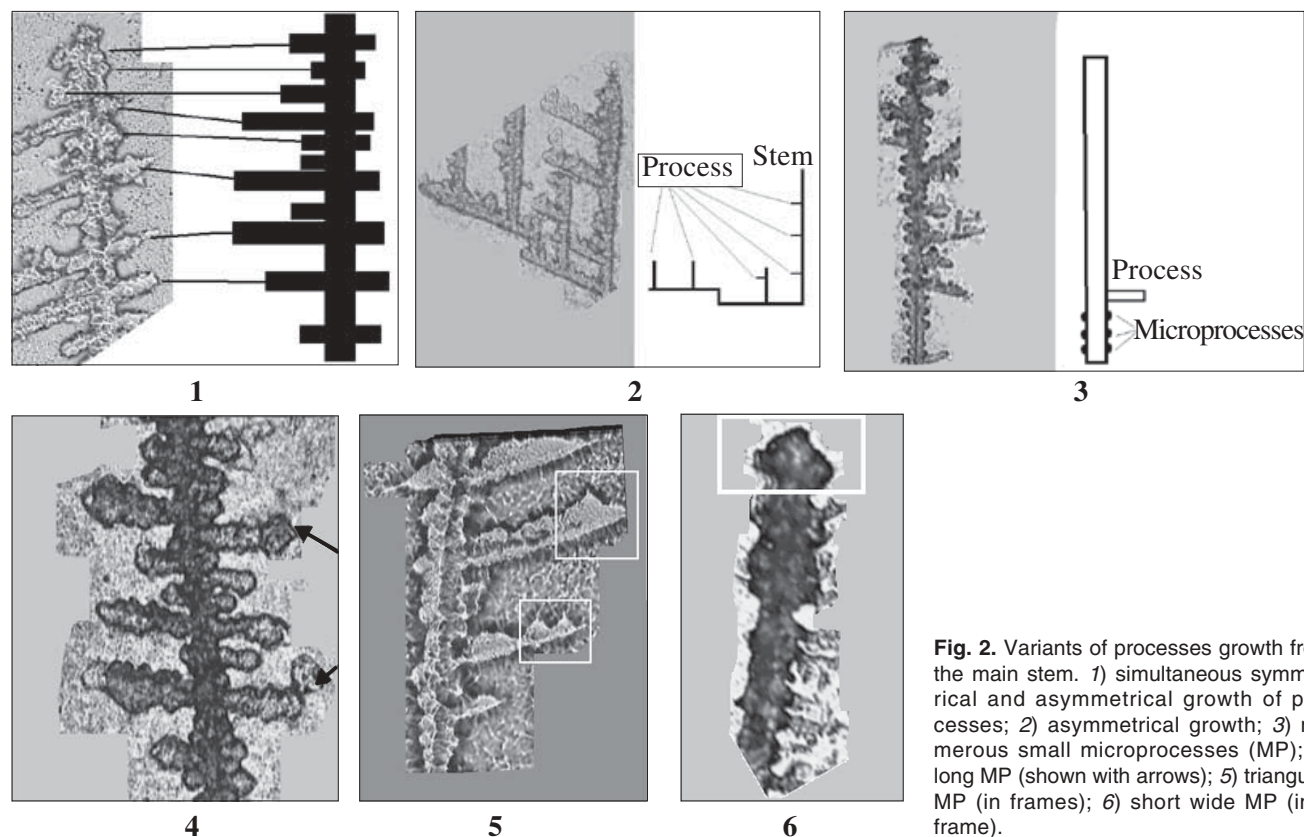 Process
Stem
Process
Microprocesses
1
2
3
4
5
6
Fig. 2. Variants of processes growth fro
the main stem. 1) simultaneous symm
rical and asymmetrical growth of p
cesses; 2) asymmetrical growth; 3) n
merous small microprocesses (MP);
long MP (shown with arrows); 5) triangu
MP (in frames); 6) short wide MP (in
frame).